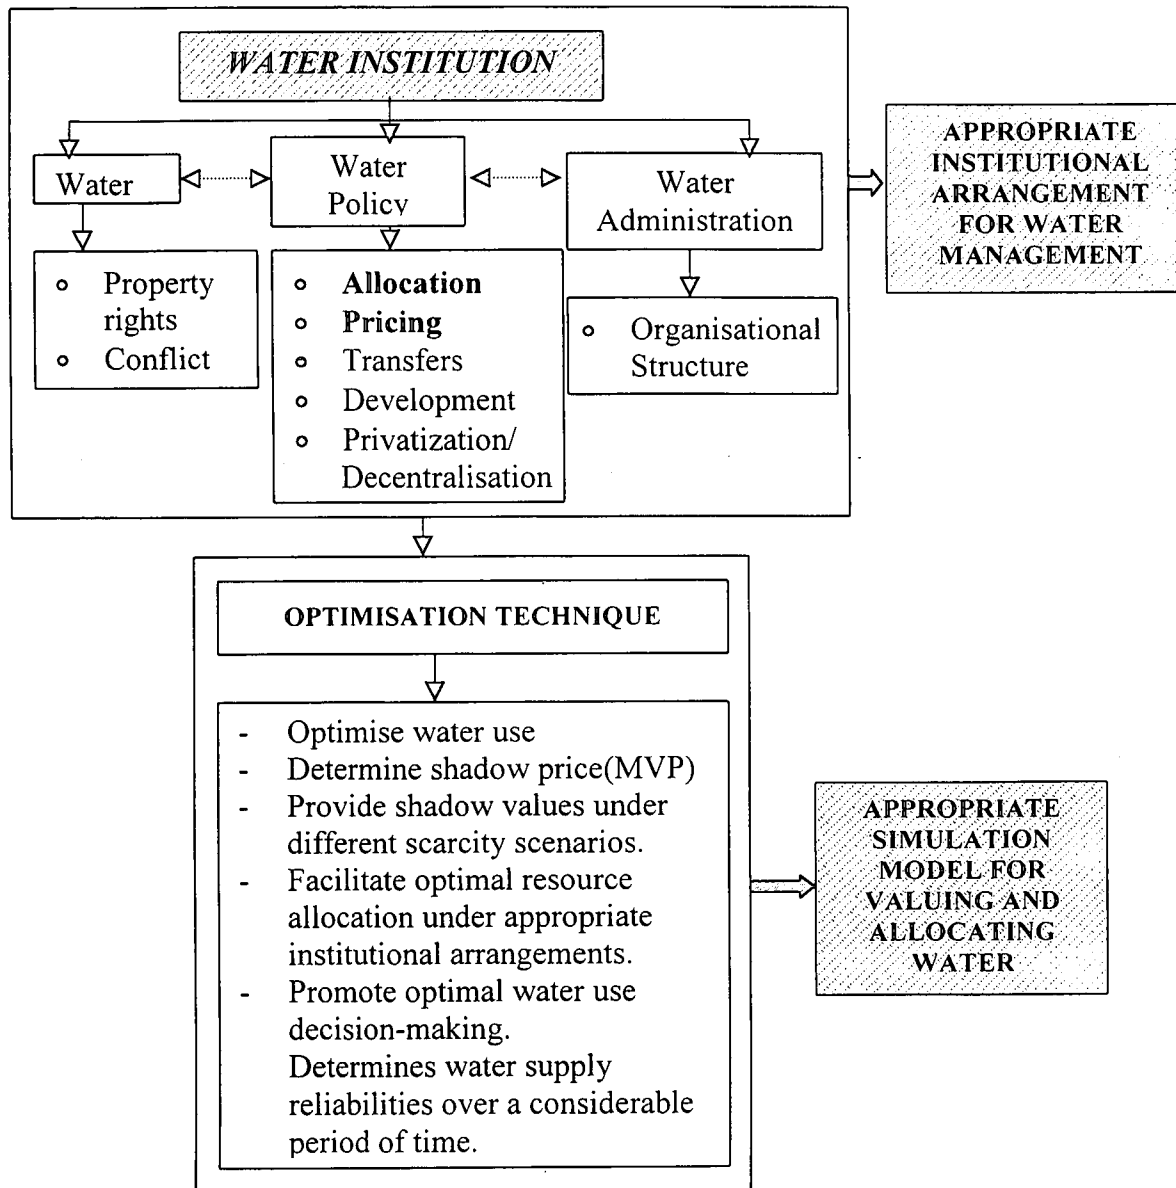 WATER INSTITUTION
Water
Water
Policy
Water
Administration
o Property
rights
o Conflict
o Allocation
o Pricing
o Transfers
o Development
o Privatization/
Decentralisation
o Organisational
Structure
APPROPRIATE
INSTITUTIONAL
ARRANGEMENT
FOR WATER
MANAGEMENT
OPTIMISATION TECHNIQUE
- Optimise water use
- Determine shadow price(MVP)
- Provide shadow values under
different scarcity scenarios.
- Facilitate optimal resource
allocation under appropriate
institutional arrangements.
- Promote optimal water use
decision-making.
Determines water supply
reliabilities over a considerable
period of time.
APPROPRIATE
SIMULATION
MODEL FOR
VALUING AND
ALLOCATING
WATER